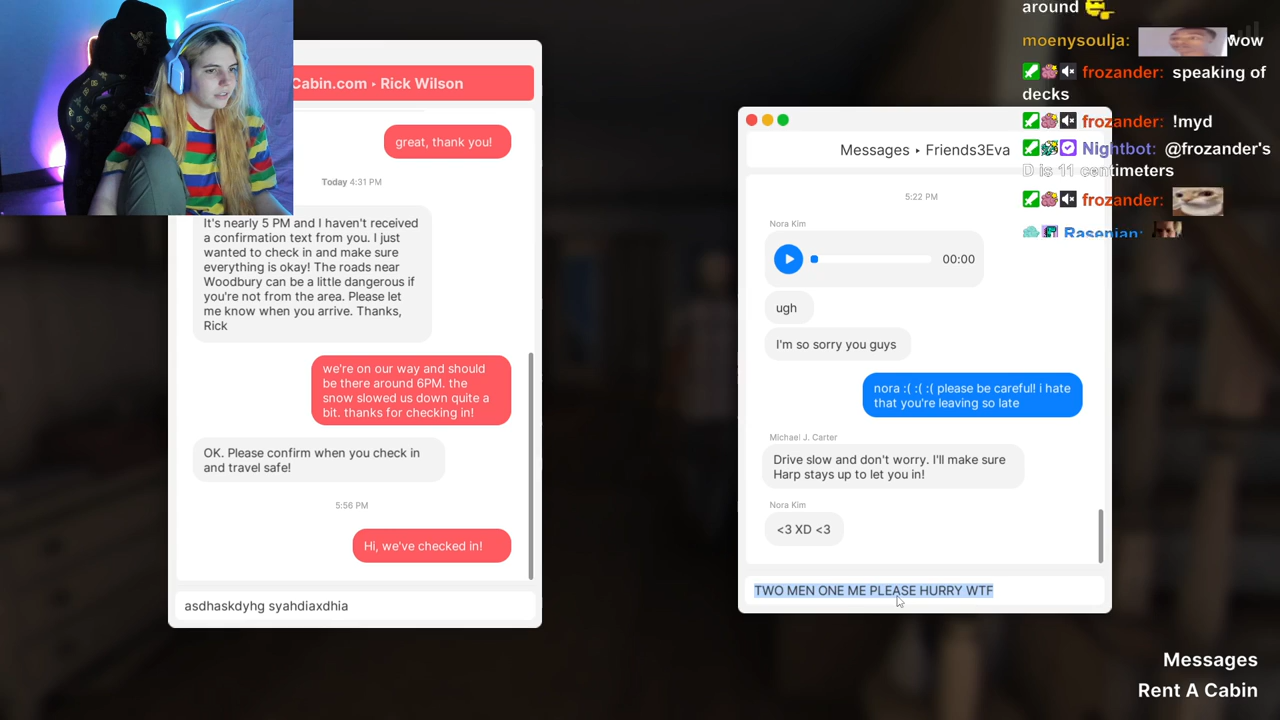 Cabin.com ▸ Rick Wilson
great, thank you!
Today 4:31 PM
It's nearly 5 PM and I haven't received
a confirmation text from you. I just
wanted to check in and make sure
everything is okay! The roads near
Woodbury can be a little dangerous if
you're not from the area. Please let
me know when you arrive. Thanks,
Rick
we're on our way and should
be there around 6PM. the
snow slowed us down quite a
bit. thanks for checking in!
OK. Please confirm when you check in
and travel safe!
5:56 PM
Hi, we've checked in!
asdhaskdyhg syahdiaxdhia
Messages ▸ Friends3Eva
5:22 PM
Nora Kim
00:00
ugh
I'm so sorry you guys
nora :( :( :( please be careful! i hate
that you're leaving so late
Michael J. Carter
Drive slow and don't worry. I'll make sure
Harp stays up to let you in!
Nora Kim
<3 XD <3
TWO MEN ONE ME PLEASE HURRY WTF
around
moenysoulja: wow
frozander: speaking of
decks
frozander: !myd
Nightbot: @frozander's
D is 11 centimeters
frozander:
Rasenian:
Messages
Rent A Cabin